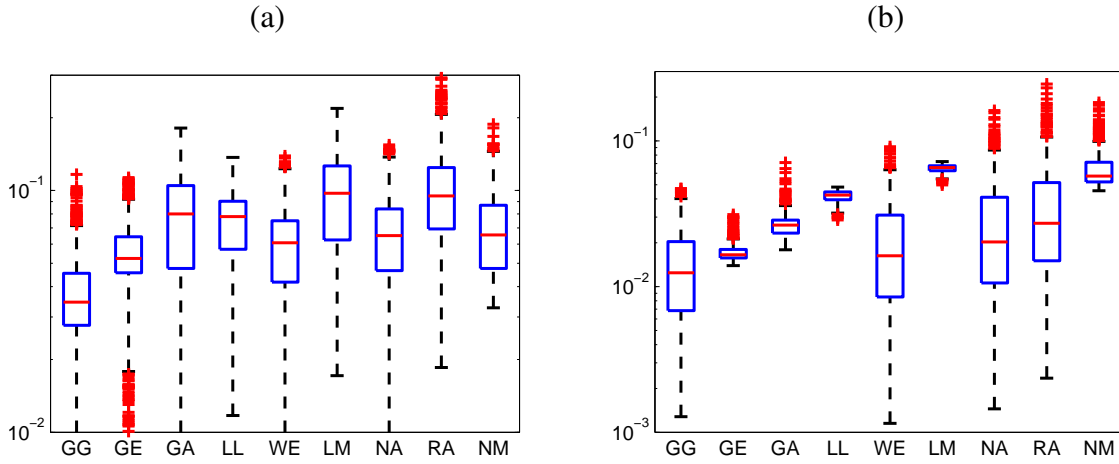 (a)
(b)
10⁻¹
10⁻²
GG GE GA LL WE LM NA RA NM
10⁻¹
10⁻²
10⁻³
GG GE GA LL WE LM NA RA NM